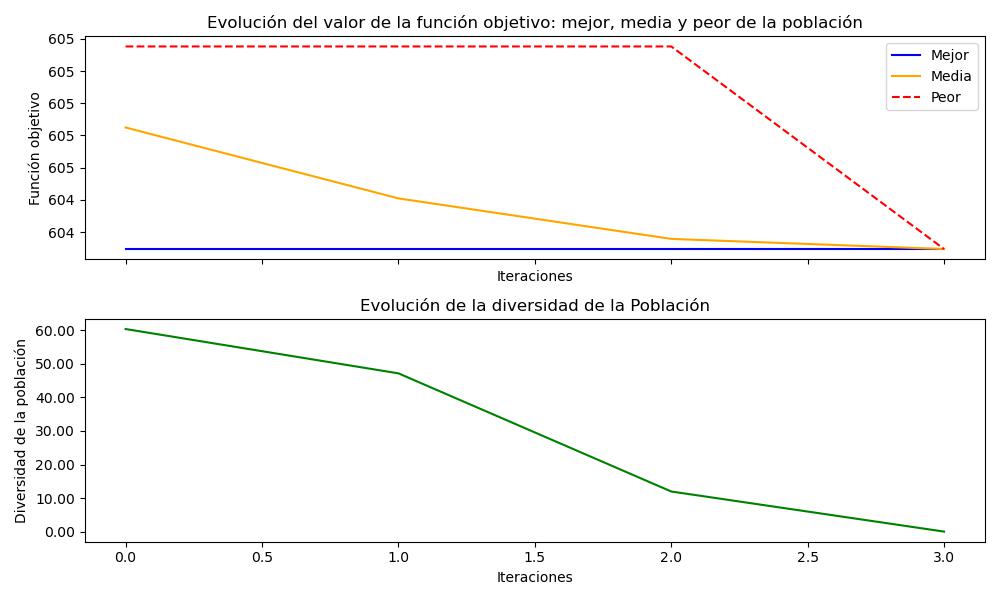 Evolución del valor de la función objetivo: mejor, media y peor de la población
605
605
605
605
605
604
604
Función objetivo
Mejor
Media
Peor
Iteraciones
Evolución de la diversidad de la Población
60.00
50.00
40.00
30.00
20.00
10.00
0.00
Diversidad de la población
0.0 0.5 1.0 1.5 2.0 2.5 3.0
Iteraciones